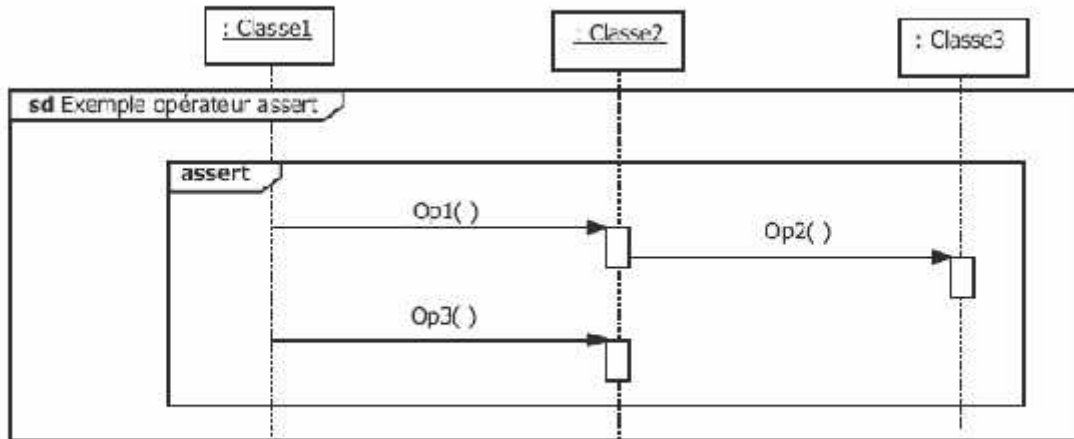 : Classe1
: Classe2
: Classe3
sd Exemple opérateur assert
assert
Op1( )
Op2( )
Op3( )